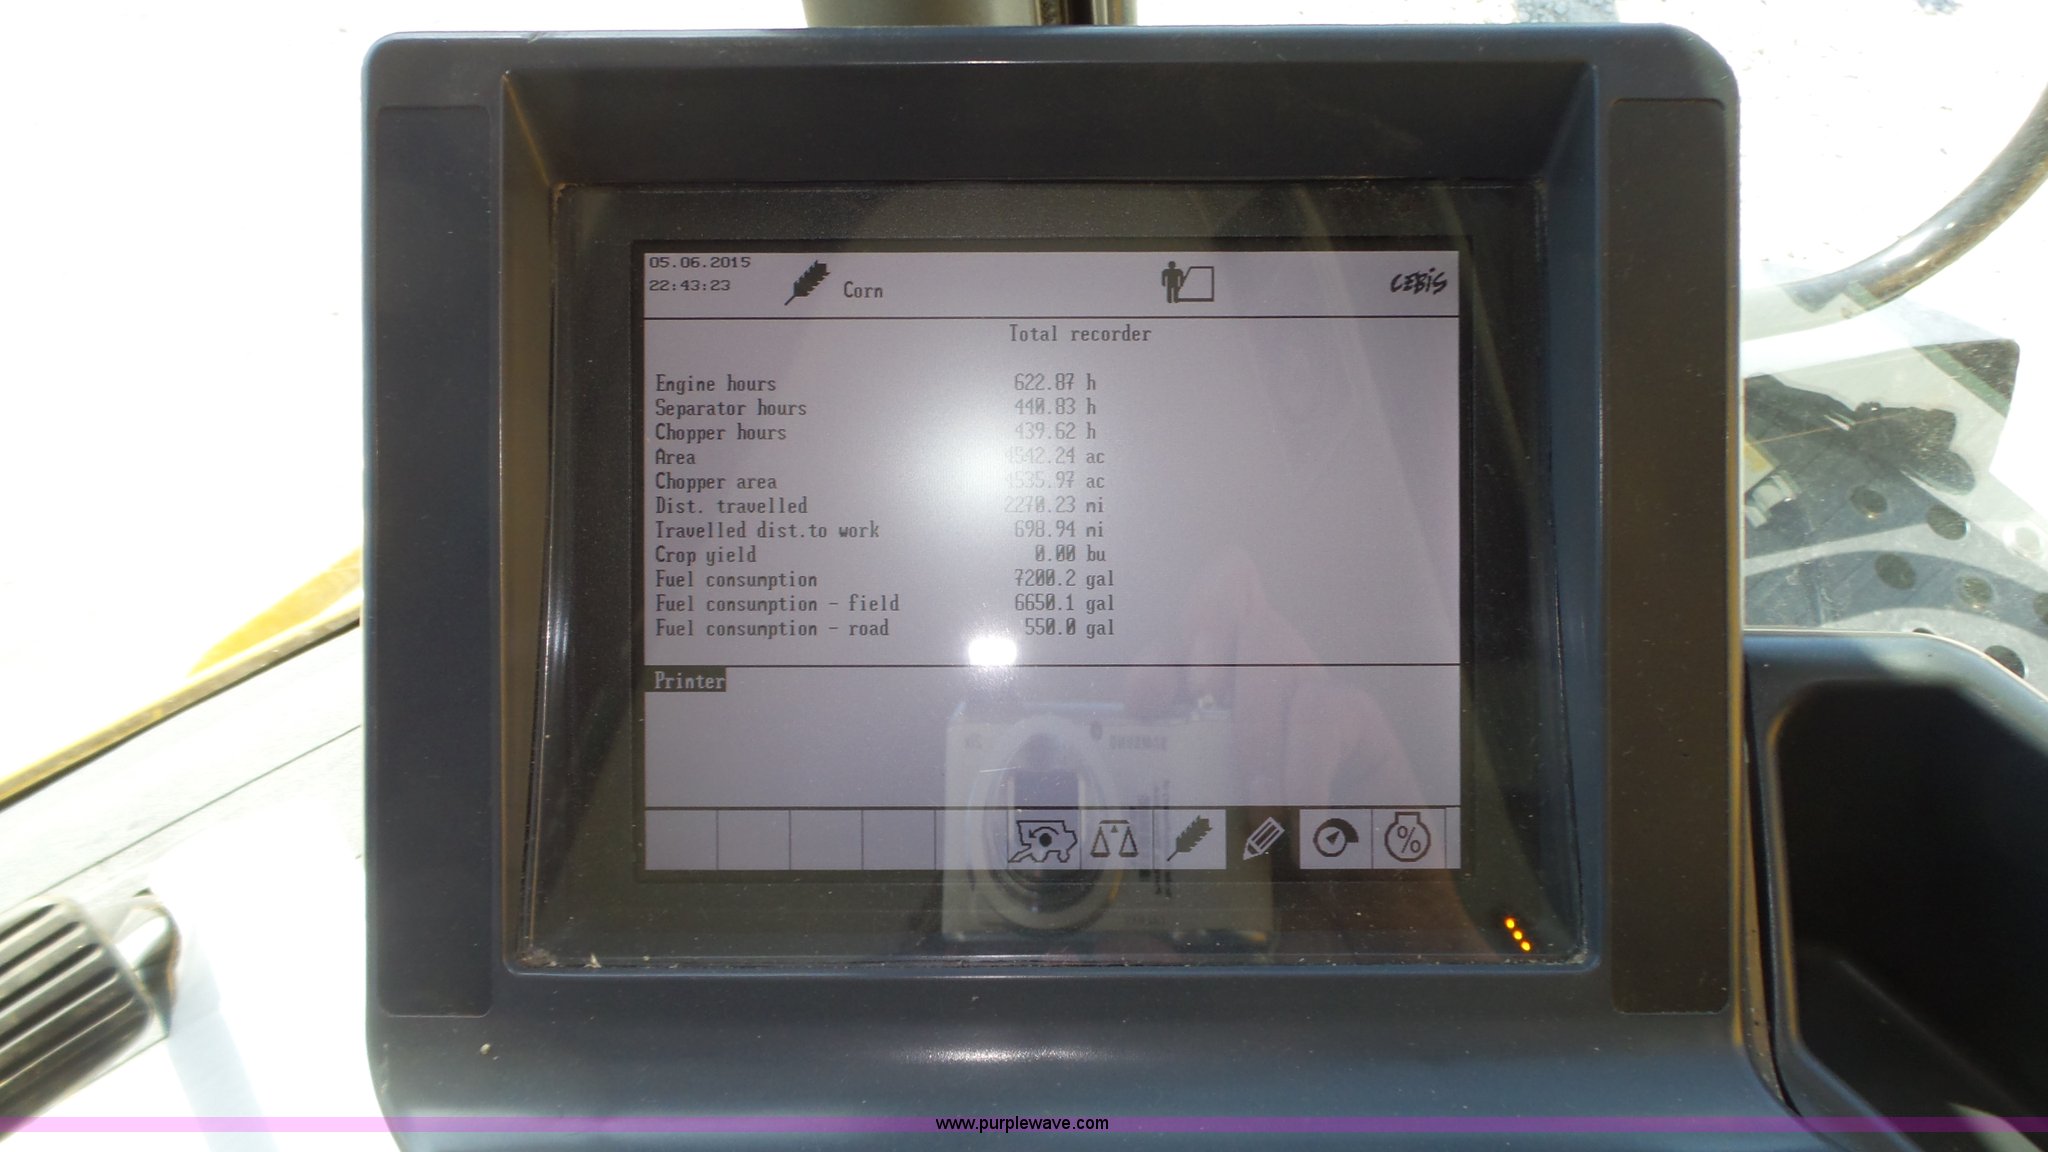 05.06.2015
22:43:23
Corn
CEBIS
Total recorder
Engine hours 622.87 h
Separator hours 440.83 h
Chopper hours 439.62 h
Area ac
Chopper area ac
Dist. travelled 2270.23 mi
Travelled dist.to work 698.94 mi
Crop yield 0.00 bu
Fuel consumption 7200.2 gal
Fuel consumption - field 6650.1 gal
Fuel consumption - road 550.0 gal
Printer
%
www.purplewave.com